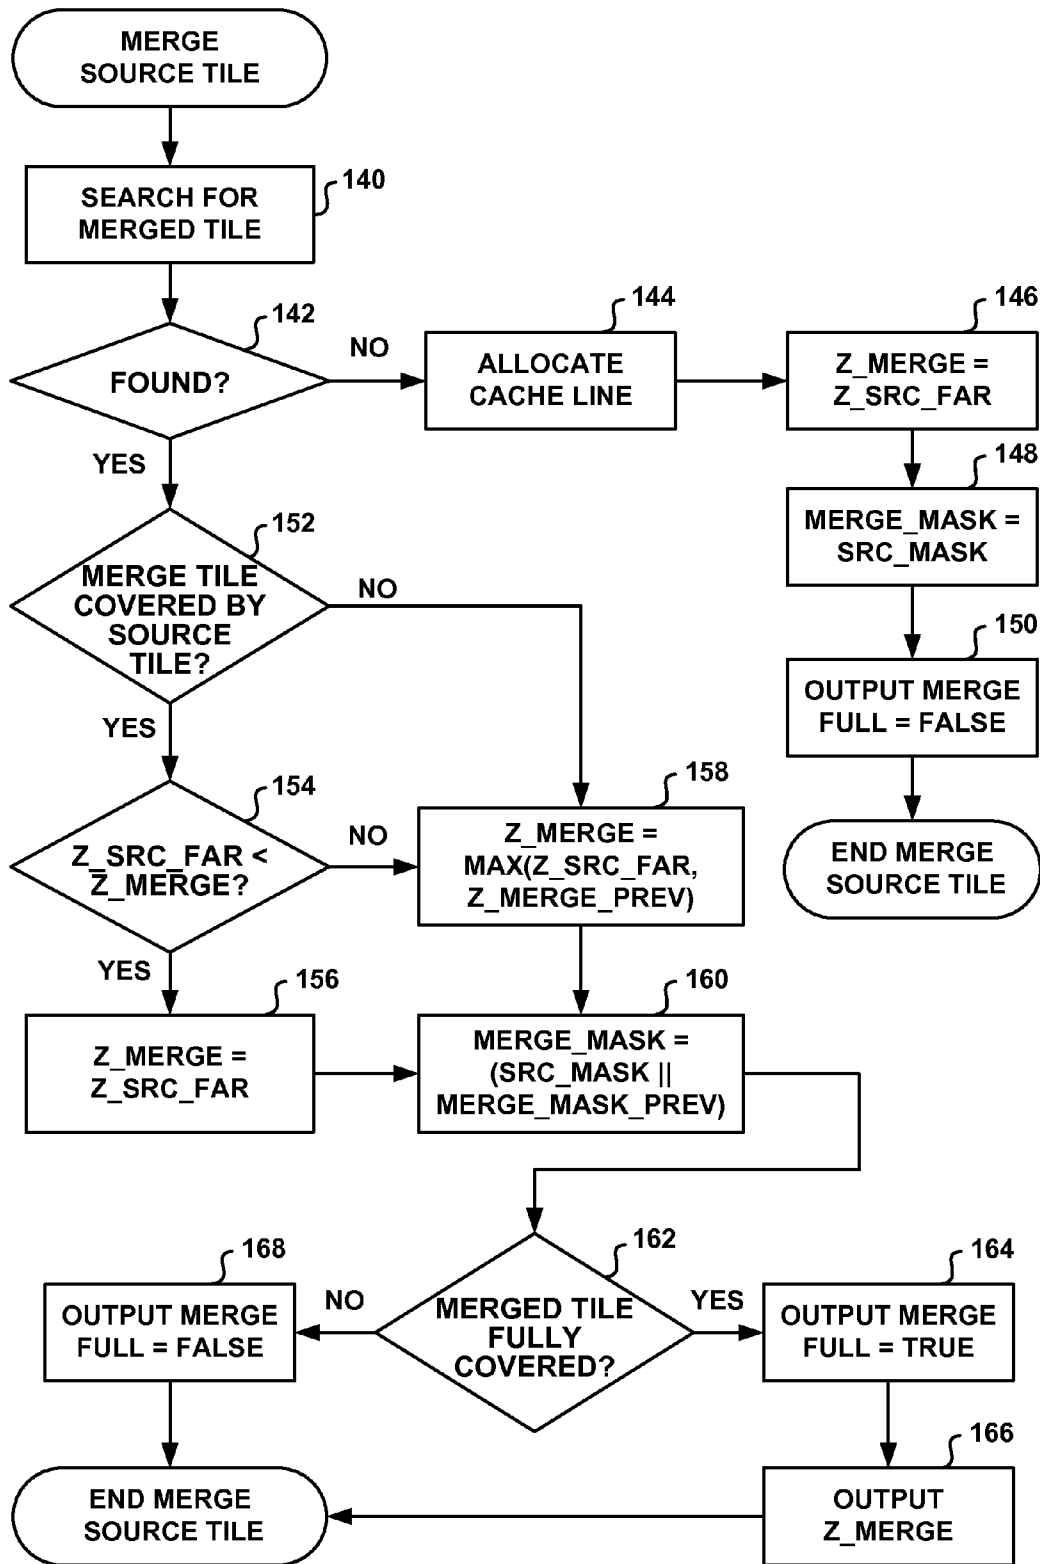 MERGE
SOURCE TILE
SEARCH FOR
MERGED TILE
140
FOUND?
142
NO
YES
ALLOCATE
CACHE LINE
144
Z_MERGE =
Z_SRC_FAR
146
MERGE_MASK =
SRC_MASK
148
OUTPUT MERGE
FULL = FALSE
150
END MERGE
SOURCE TILE
MERGE TILE
COVERED BY
SOURCE
TILE?
152
NO
YES
Z_SRC_FAR <
Z_MERGE?
154
NO
YES
Z_MERGE =
Z_SRC_FAR
156
Z_MERGE =
MAX(Z_SRC_FAR,
Z_MERGE_PREV)
158
MERGE_MASK =
(SRC_MASK ||
MERGE_MASK_PREV)
160
MERGED TILE
FULLY
COVERED?
162
NO
YES
OUTPUT MERGE
FULL = FALSE
168
OUTPUT MERGE
FULL = TRUE
164
OUTPUT
Z_MERGE
166
END MERGE
SOURCE TILE